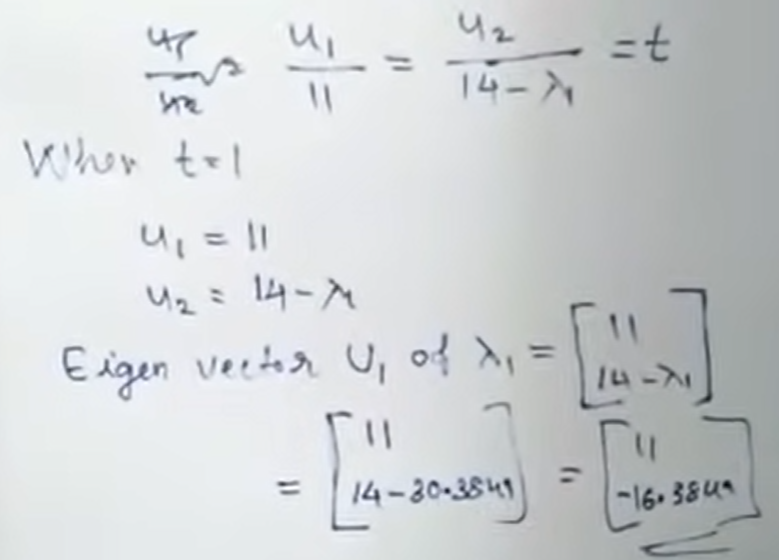 u₁/11 = u₂/(14-λ₁) = t
When t=1
u₁ = 11
u₂ = 14-λ₁
Eigen vector U₁ of λ₁ = [11 14-λ₁]
= [11 14-30.3849] = [11 -16.3849]